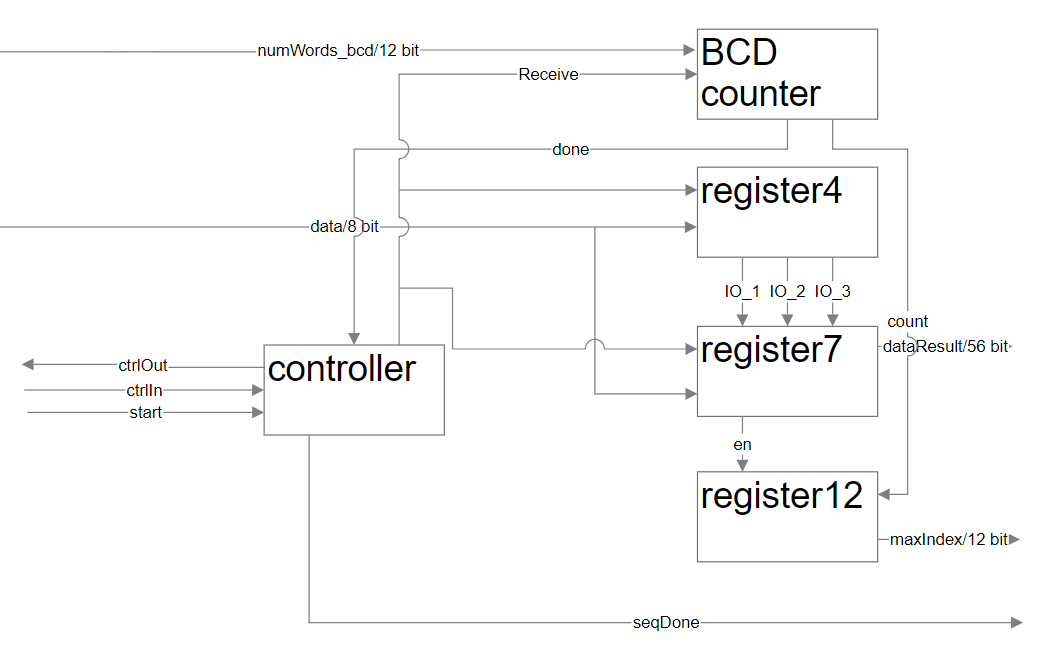 numWords_bcd/12 bit
BCD
counter
Receive
done
register4
data/8 bit
IO_1 IO_2 IO_3
count
register7
dataResult/56 bit
ctrlOut
controller
ctrlIn
start
en
register12
maxIndex/12 bit
seqDone